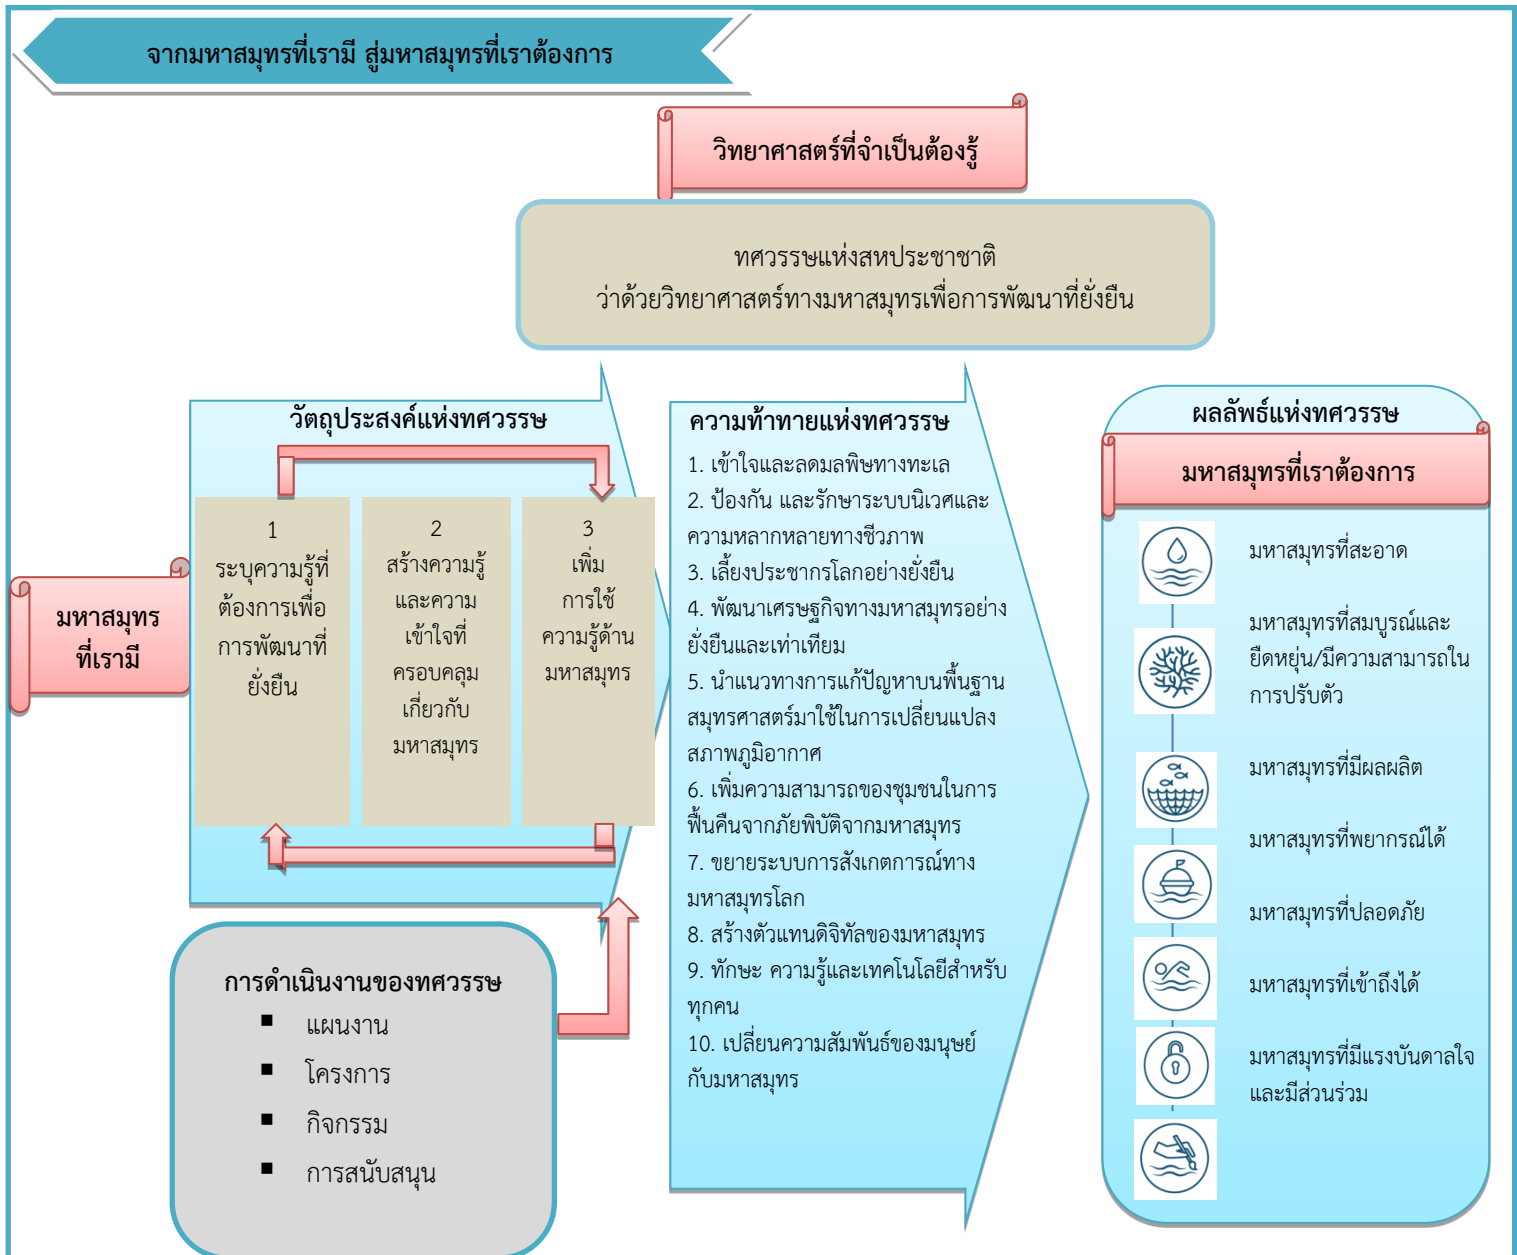 จากมหาสมุทรที่เรามี สู่มหาสมุทรที่เราต้องการ
วิทยาศาสตร์ที่จำเป็นต้องรู้
ทศวรรษแห่งสหประชาชาติ
ว่าด้วยวิทยาศาสตร์ทางมหาสมุทรเพื่อการพัฒนาที่ยั่งยืน
มหาสมุทร
ที่เรามี
วัตถุประสงค์แห่งทศวรรษ
1
ระบุความรู้ที่
ต้องการเพื่อ
การพัฒนาที่
ยั่งยืน
2
สร้างความรู้
และความ
เข้าใจที่
ครอบคลุม
เกี่ยวกับ
มหาสมุทร
3
เพิ่ม
การใช้
ความรู้ด้าน
มหาสมุทร
การดำเนินงานของทศวรรษ
▪ แผนงาน
▪ โครงการ
▪ กิจกรรม
▪ การสนับสนุน
ความท้าทายแห่งทศวรรษ
1. เข้าใจและลดมลพิษทางทะเล
2. ป้องกัน และรักษาระบบนิเวศและ
ความหลากหลายทางชีวภาพ
3. เลี้ยงประชากรโลกอย่างยั่งยืน
4. พัฒนาเศรษฐกิจทางมหาสมุทรอย่าง
ยั่งยืนและเท่าเทียม
5. นำแนวทางการแก้ปัญหาบนพื้นฐาน
สมุทรศาสตร์มาใช้ในการเปลี่ยนแปลง
สภาพภูมิอากาศ
6. เพิ่มความสามารถของชุมชนในการ
ฟื้นคืนจากภัยพิบัติจากมหาสมุทร
7. ขยายระบบการสังเกตการณ์ทาง
มหาสมุทรโลก
8. สร้างตัวแทนดิจิทัลของมหาสมุทร
9. ทักษะ ความรู้และเทคโนโลยีสำหรับ
ทุกคน
10. เปลี่ยนความสัมพันธ์ของมนุษย์
กับมหาสมุทร
ผลลัพธ์แห่งทศวรรษ
มหาสมุทรที่เราต้องการ
มหาสมุทรที่สะอาด
มหาสมุทรที่สมบูรณ์และ
ยืดหยุ่น/มีความสามารถใน
การปรับตัว
มหาสมุทรที่มีผลผลิต
มหาสมุทรที่พยากรณ์ได้
มหาสมุทรที่ปลอดภัย
มหาสมุทรที่เข้าถึงได้
มหาสมุทรที่มีแรงบันดาลใจ
และมีส่วนร่วม